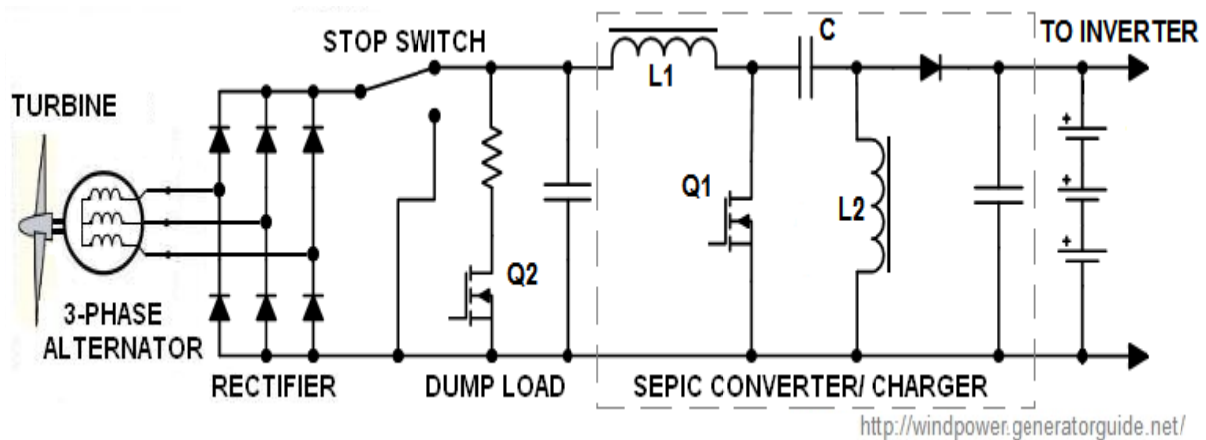 STOP SWITCH
C
TO INVERTER
L1
TURBINE
Q1
L2
Q2
3-PHASE
ALTERNATOR
RECTIFIER
DUMP LOAD
SEPIC CONVERTER/ CHARGER
+
+
+
http://windpower.generatorguide.net/